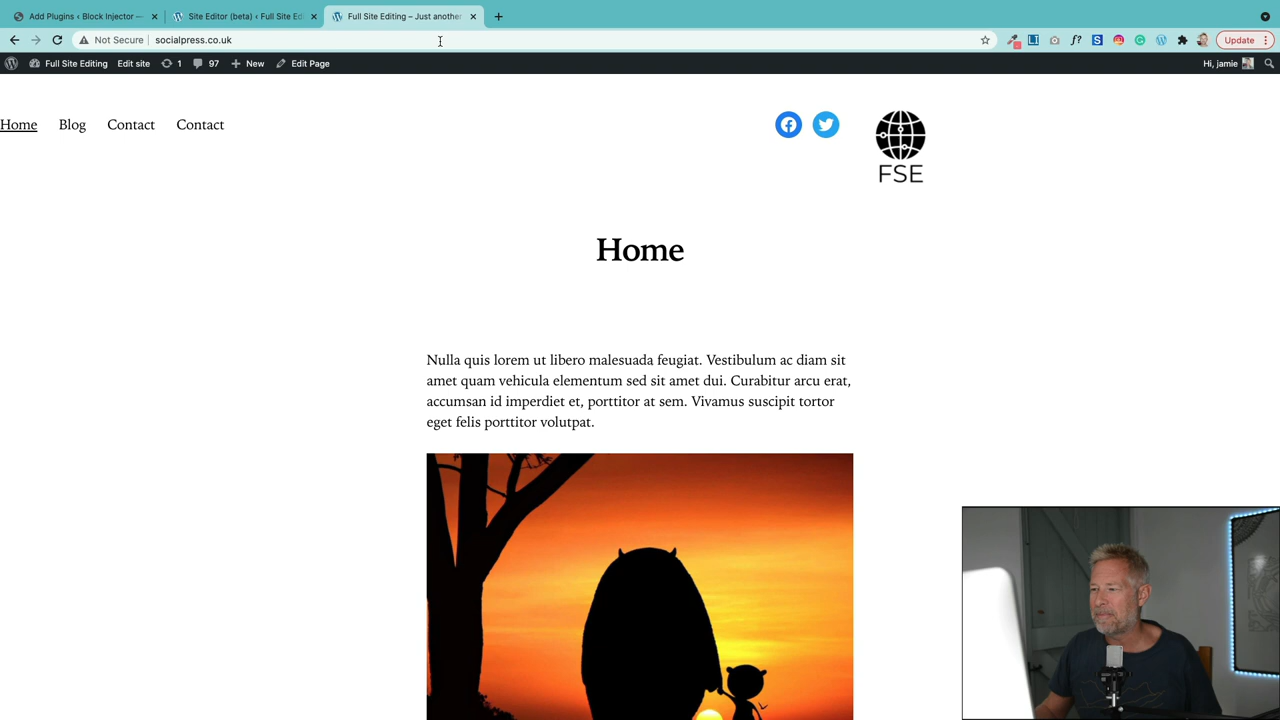 Add Plugins ‹ Block Injector —
Site Editor (beta) ‹ Full Site Edi
Full Site Editing – Just another
Not Secure
socialpress.co.uk
Update
Full Site Editing
Edit site
1
97
New
Edit Page
Hi, jamie
Home
Blog
Contact
Contact
FSE
Home
Nulla quis lorem ut libero malesuada feugiat. Vestibulum ac diam sit
amet quam vehicula elementum sed sit amet dui. Curabitur arcu erat,
accumsan id imperdiet et, porttitor at sem. Vivamus suscipit tortor
eget felis porttitor volutpat.